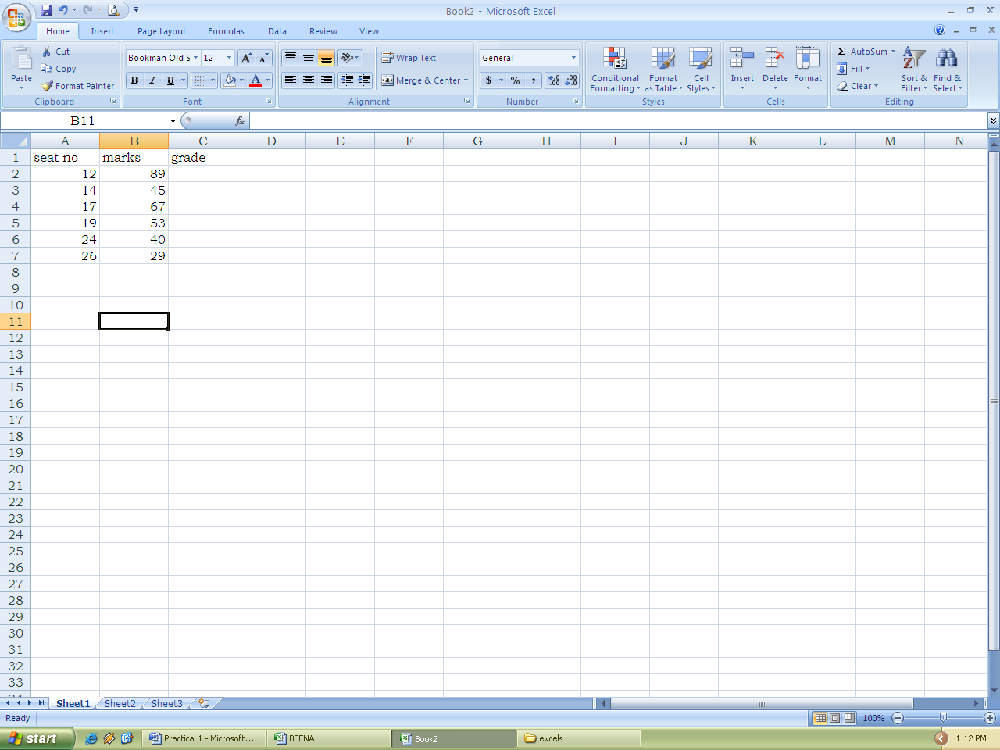 Book2 - Microsoft Excel
Home Insert Page Layout Formulas Data Review View
Paste
Cut
Copy
Format Painter
Clipboard
Bookman Old S 12
B I U
Font
Wrap Text
Merge & Center
Alignment
General
$ % ,
Number
Conditional Formatting
Format as Table
Cell Styles
Styles
Insert
Delete
Format
Cells
Σ AutoSum
Fill
Clear
Sort & Filter
Find & Select
Editing
B11 fx
A B C D E F G H I J K L M N
1 seat no marks grade
2 12 89
3 14 45
4 17 67
5 19 53
6 24 40
7 26 29
8
9
10
11
12
13
14
15
16
17
18
19
20
21
22
23
24
25
26
27
28
29
30
31
32
33
Sheet1 Sheet2 Sheet3
Ready 100%
start Practical 1 - Microsoft... BEENA Book2 excels 1:12 PM